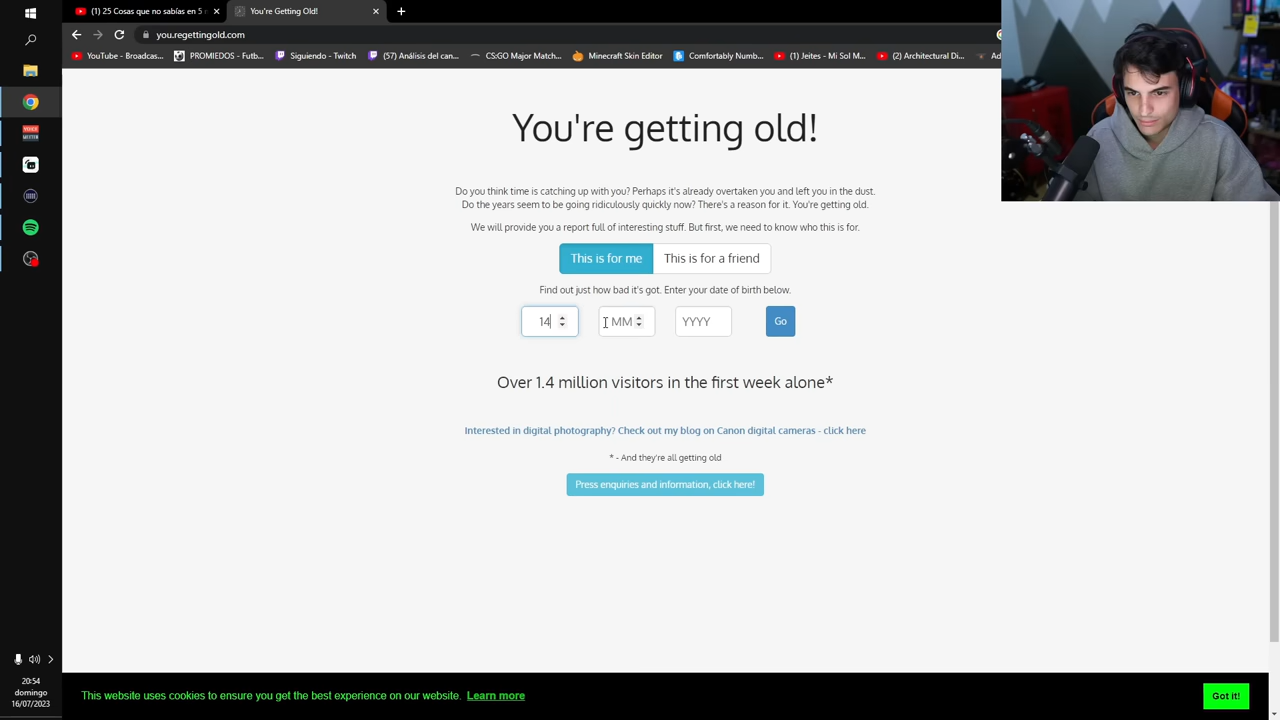 (1) 25 Cosas que no sabías en 5
You're Getting Old!
you.regettingold.com
YouTube - Broadcas...
PROMIEDOS - Futb...
Siguiendo - Twitch
(57) Análisis del can...
CS:GO Major Match...
Minecraft Skin Editor
Comfortably Numb...
(1) Jeites | Mi Sol M...
(2) Architectural Di...
You're getting old!
Do you think time is catching up with you? Perhaps it's already overtaken you and left you in the dust.
Do the years seem to be going ridiculously quickly now? There's a reason for it. You're getting old.
We will provide you a report full of interesting stuff. But first, we need to know who this is for.
This is for me
This is for a friend
Find out just how bad it's got. Enter your date of birth below.
14
MM
YYYY
Go
Over 1.4 million visitors in the first week alone*
Interested in digital photography? Check out my blog on Canon digital cameras - click here
* - And they're all getting old
Press enquiries and information, click here!
This website uses cookies to ensure you get the best experience on our website. Learn more
Got it!
20:54
domingo
16/07/2023